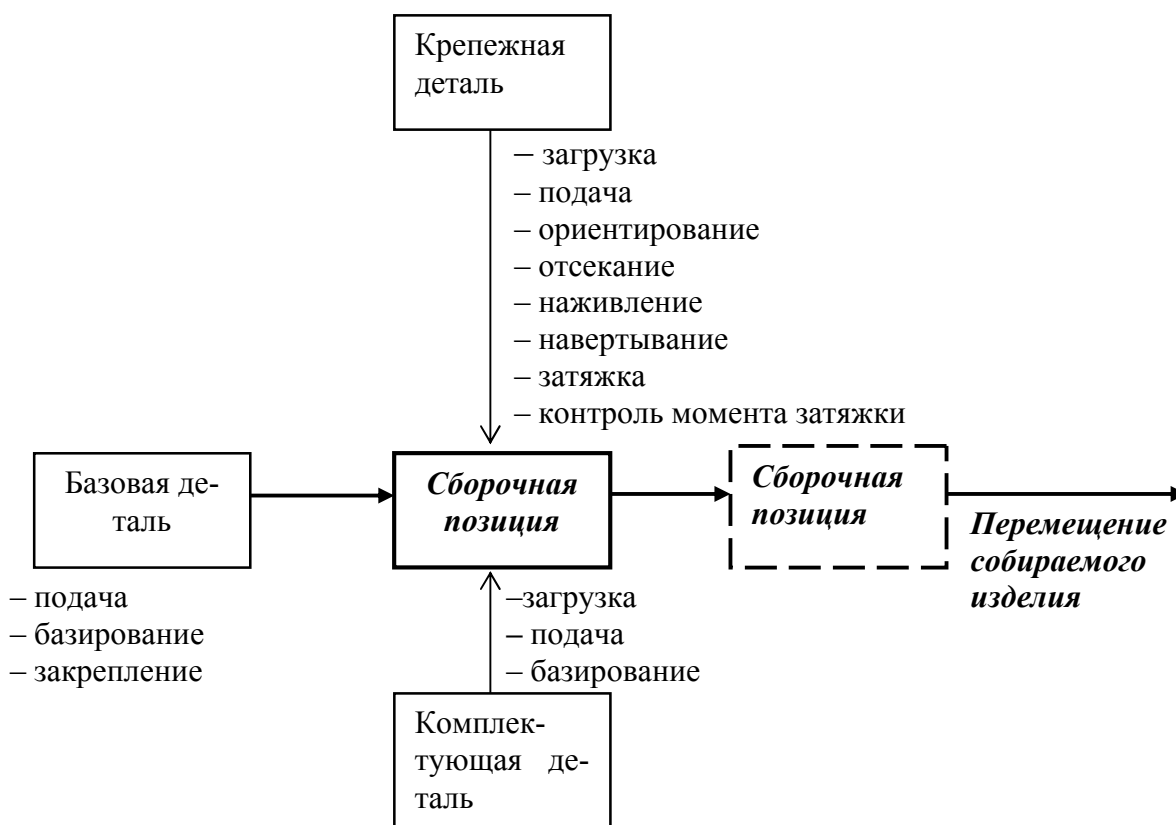 Крепежная
деталь
– загрузка
– подача
– ориентирование
– отсекание
– наживление
– навертывание
– затяжка
– контроль момента затяжки
Базовая де-
таль
Сборочная
позиция
Сборочная
позиция
Перемещение
собираемого
изделия
– подача
– базирование
– закрепление
–загрузка
– подача
– базирование
Комплек-
тующая де-
таль